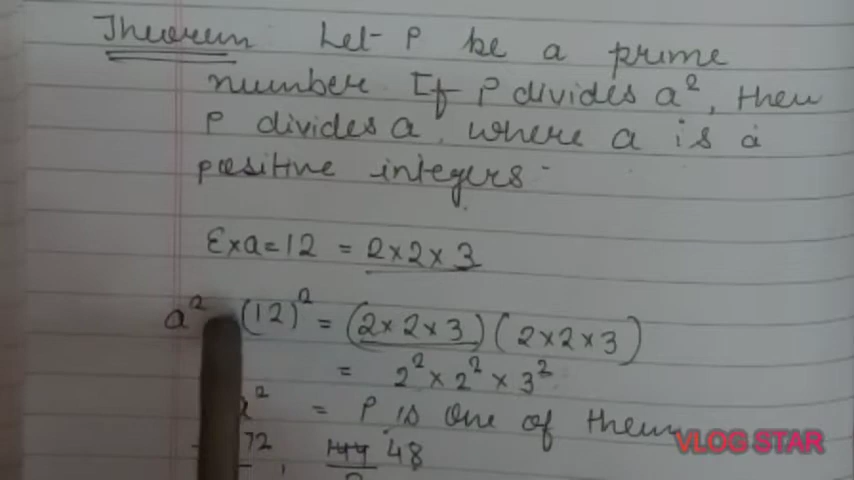 Theorem Let P be a prime
number If P divides a², then
P divides a, where a is a
positive integers
Ex a=12 = 2×2×3
a² (12)² = (2×2×3)(2×2×3)
= 2²×2²×3²
² = P is one of them
VLOG STAR
72, 144 48